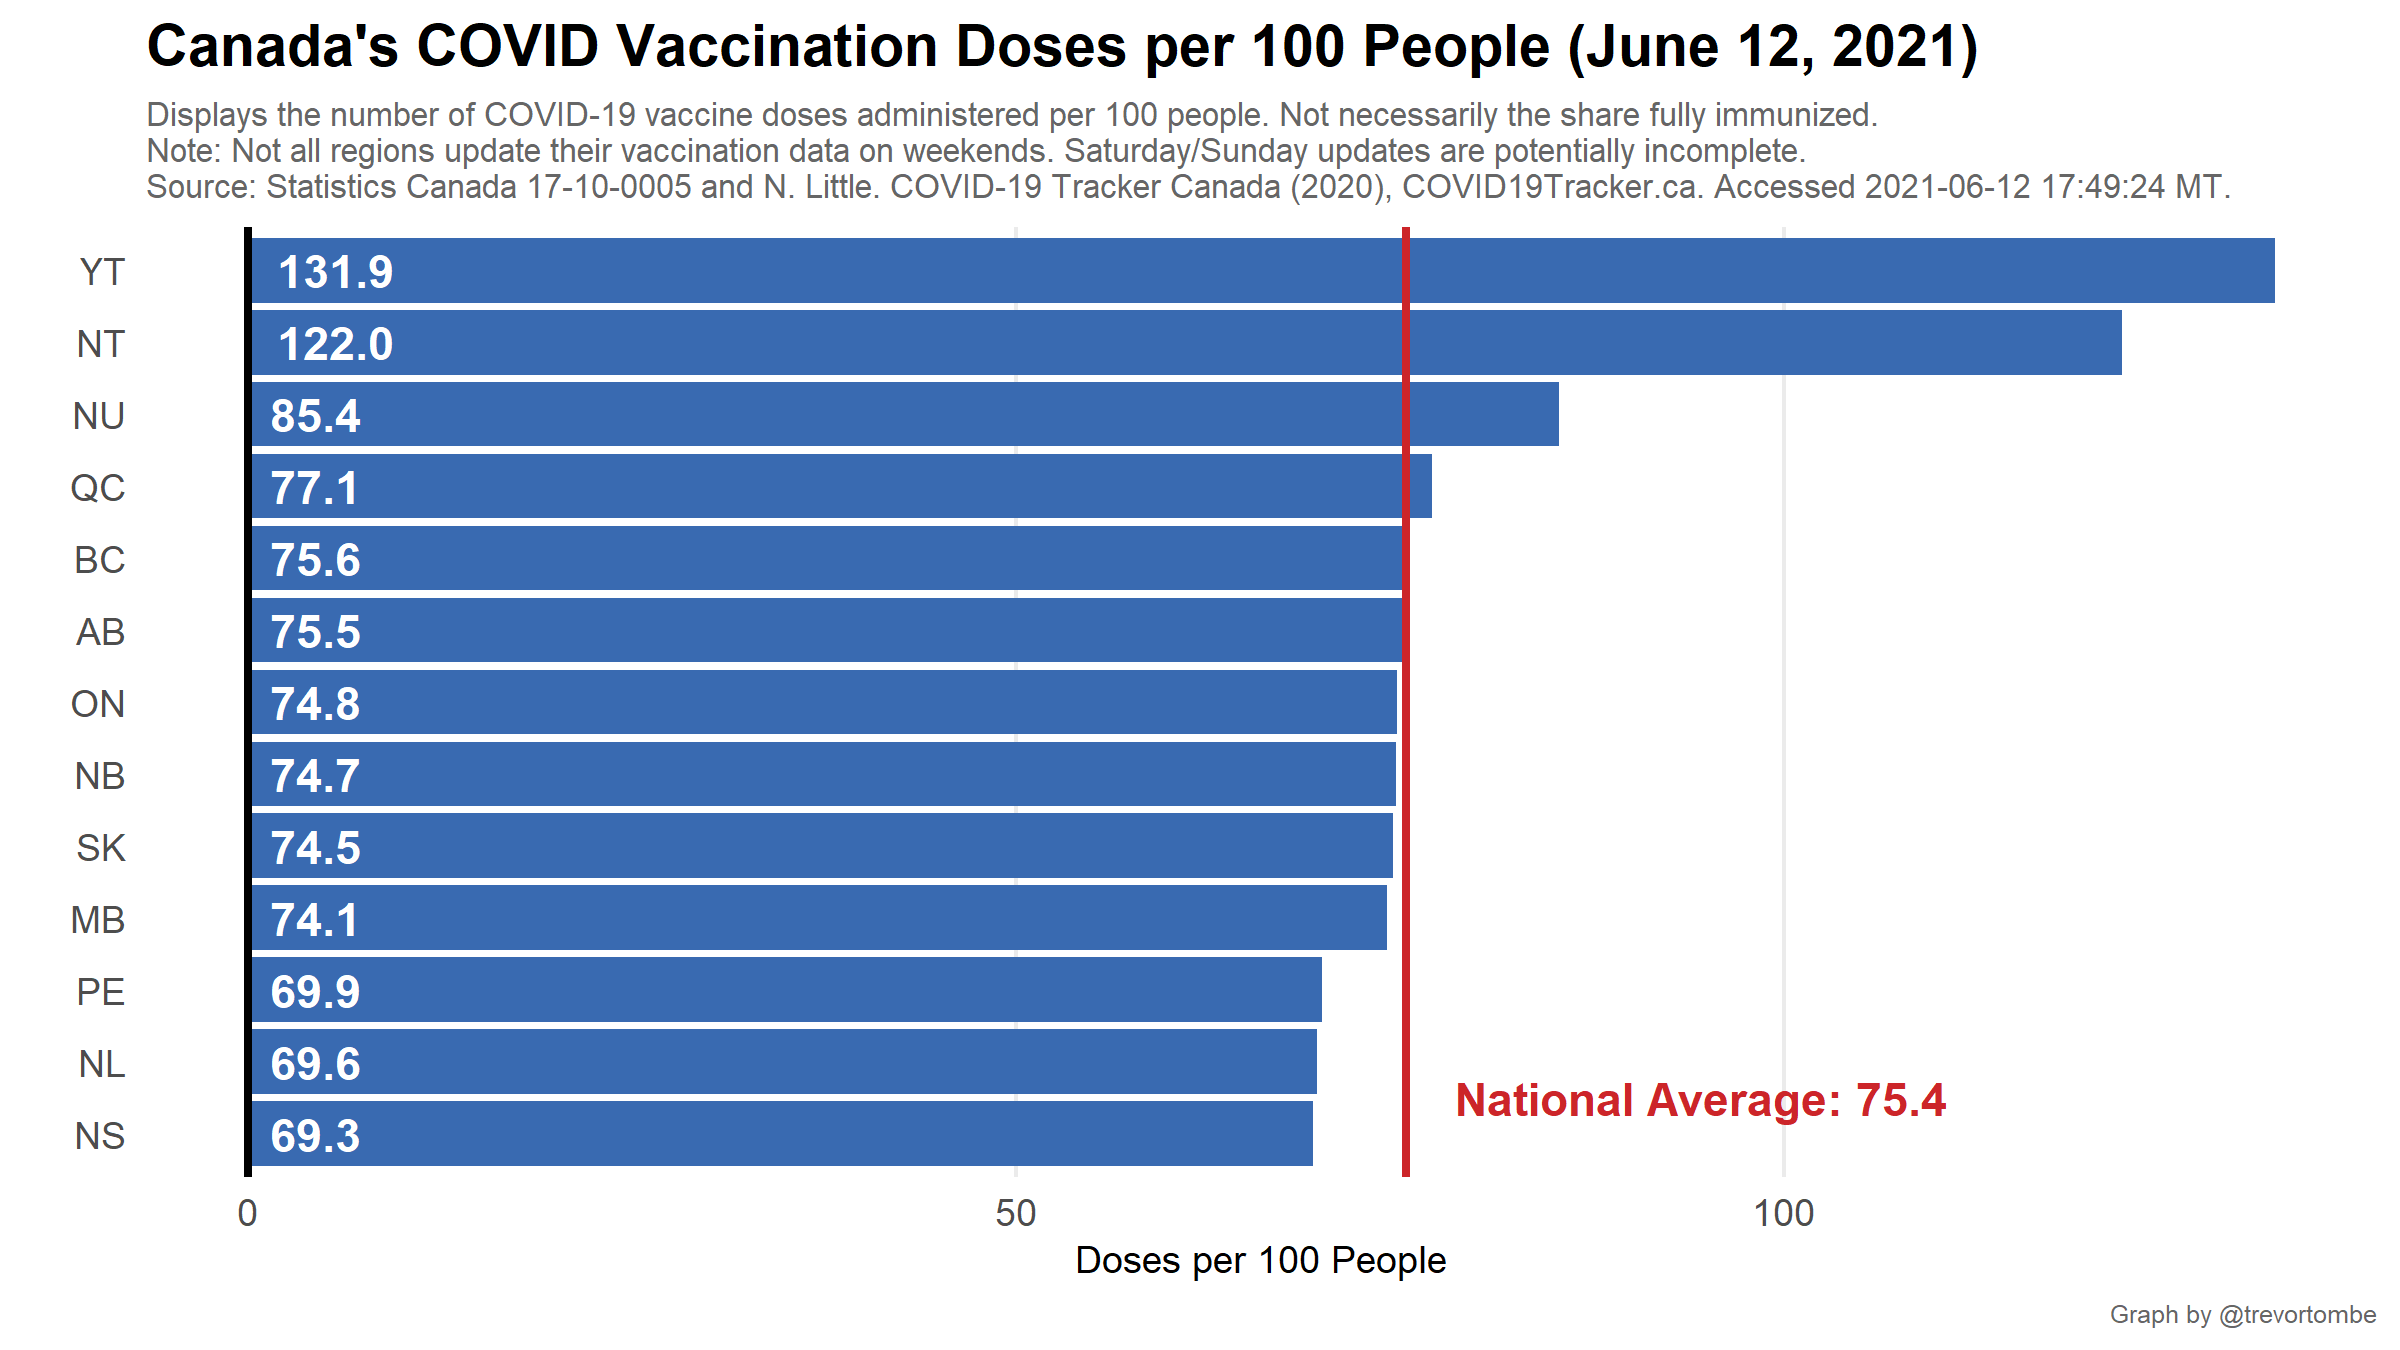 Canada's COVID Vaccination Doses per 100 People (June 12, 2021)
Displays the number of COVID-19 vaccine doses administered per 100 people. Not necessarily the share fully immunized.
Note: Not all regions update their vaccination data on weekends. Saturday/Sunday updates are potentially incomplete.
Source: Statistics Canada 17-10-0005 and N. Little. COVID-19 Tracker Canada (2020), COVID19Tracker.ca. Accessed 2021-06-12 17:49:24 MT.
YT 131.9
NT 122.0
NU 85.4
QC 77.1
BC 75.6
AB 75.5
ON 74.8
NB 74.7
SK 74.5
MB 74.1
PE 69.9
NL 69.6
National Average: 75.4
NS 69.3
0 50 100
Doses per 100 People
Graph by @trevortombe